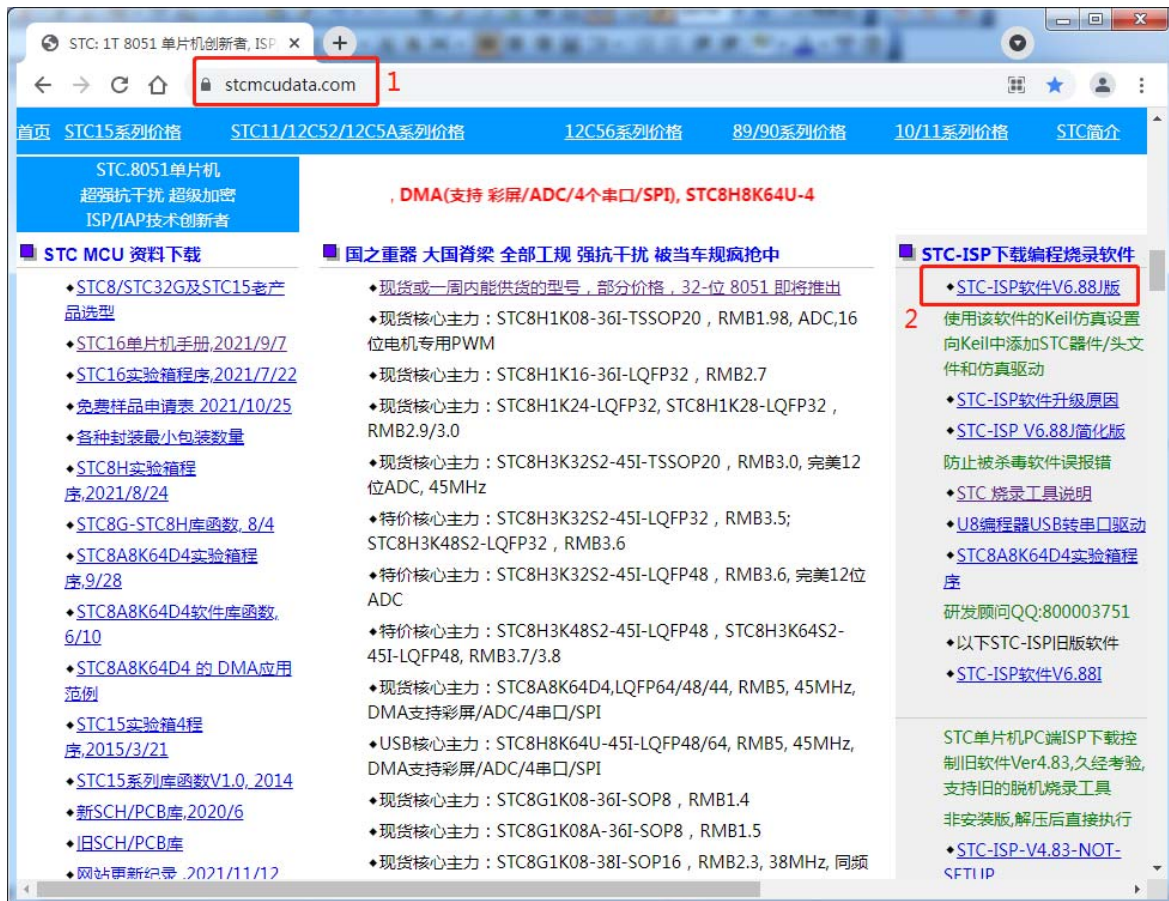 STC: 1T 8051 单片机创新者, ISP
stcmcudata.com
1
首页 STC15系列价格 STC11/12C52/12C5A系列价格 12C56系列价格 89/90系列价格 10/11系列价格 STC简介
STC.8051单片机
超强抗干扰 超级加密
ISP/IAP技术创新者
, DMA(支持 彩屏/ADC/4个串口/SPI), STC8H8K64U-4
STC MCU 资料下载
◆STC8/STC32G及STC15老产
品选型
◆STC16单片机手册,2021/9/7
◆STC16实验箱程序,2021/7/22
◆免费样品申请表 2021/10/25
◆各种封装最小包装数量
◆STC8H实验箱程
序,2021/8/24
◆STC8G-STC8H库函数, 8/4
◆STC8A8K64D4实验箱程
序,9/28
◆STC8A8K64D4软件库函数,
6/10
◆STC8A8K64D4 的 DMA应用
范例
◆STC15实验箱4程
序,2015/3/21
◆STC15系列库函数V1.0, 2014
◆新SCH/PCB库,2020/6
◆旧SCH/PCB库
◆网站更新纪录 ,2021/11/12
国之重器 大国脊梁 全部工规 强抗干扰 被当车规疯抢中
◆现货或一周内能供货的型号，部分价格，32-位 8051 即将推出
◆现货核心主力：STC8H1K08-36I-TSSOP20，RMB1.98, ADC,16
位电机专用PWM
◆现货核心主力：STC8H1K16-36I-LQFP32，RMB2.7
◆现货核心主力：STC8H1K24-LQFP32, STC8H1K28-LQFP32，
RMB2.9/3.0
◆现货核心主力：STC8H3K32S2-45I-TSSOP20，RMB3.0, 完美12
位ADC, 45MHz
◆特价核心主力：STC8H3K32S2-45I-LQFP32，RMB3.5;
STC8H3K48S2-LQFP32，RMB3.6
◆特价核心主力：STC8H3K32S2-45I-LQFP48，RMB3.6, 完美12位
ADC
◆特价核心主力：STC8H3K48S2-45I-LQFP48，STC8H3K64S2-
45I-LQFP48, RMB3.7/3.8
◆现货核心主力：STC8A8K64D4,LQFP64/48/44, RMB5, 45MHz,
DMA支持彩屏/ADC/4串口/SPI
◆USB核心主力：STC8H8K64U-45I-LQFP48/64, RMB5, 45MHz,
DMA支持彩屏/ADC/4串口/SPI
◆现货核心主力：STC8G1K08-36I-SOP8，RMB1.4
◆现货核心主力：STC8G1K08A-36I-SOP8，RMB1.5
◆现货核心主力：STC8G1K08-38I-SOP16，RMB2.3, 38MHz, 同频
STC-ISP下载编程烧录软件
◆STC-ISP软件V6.88J版
2
使用该软件的Keil仿真设置
向Keil中添加STC器件/头文
件和仿真驱动
◆STC-ISP软件升级原因
◆STC-ISP V6.88J简化版
防止被杀毒软件误报错
◆STC 烧录工具说明
◆U8编程器USB转串口驱动
◆STC8A8K64D4实验箱程
序
研发顾问QQ:800003751
◆以下STC-ISP旧版软件
◆STC-ISP软件V6.88I
STC单片机PC端ISP下载控
制旧软件Ver4.83,久经考验,
支持旧的脱机烧录工具
非安装版,解压后直接执行
◆STC-ISP-V4.83-NOT-
SETUP